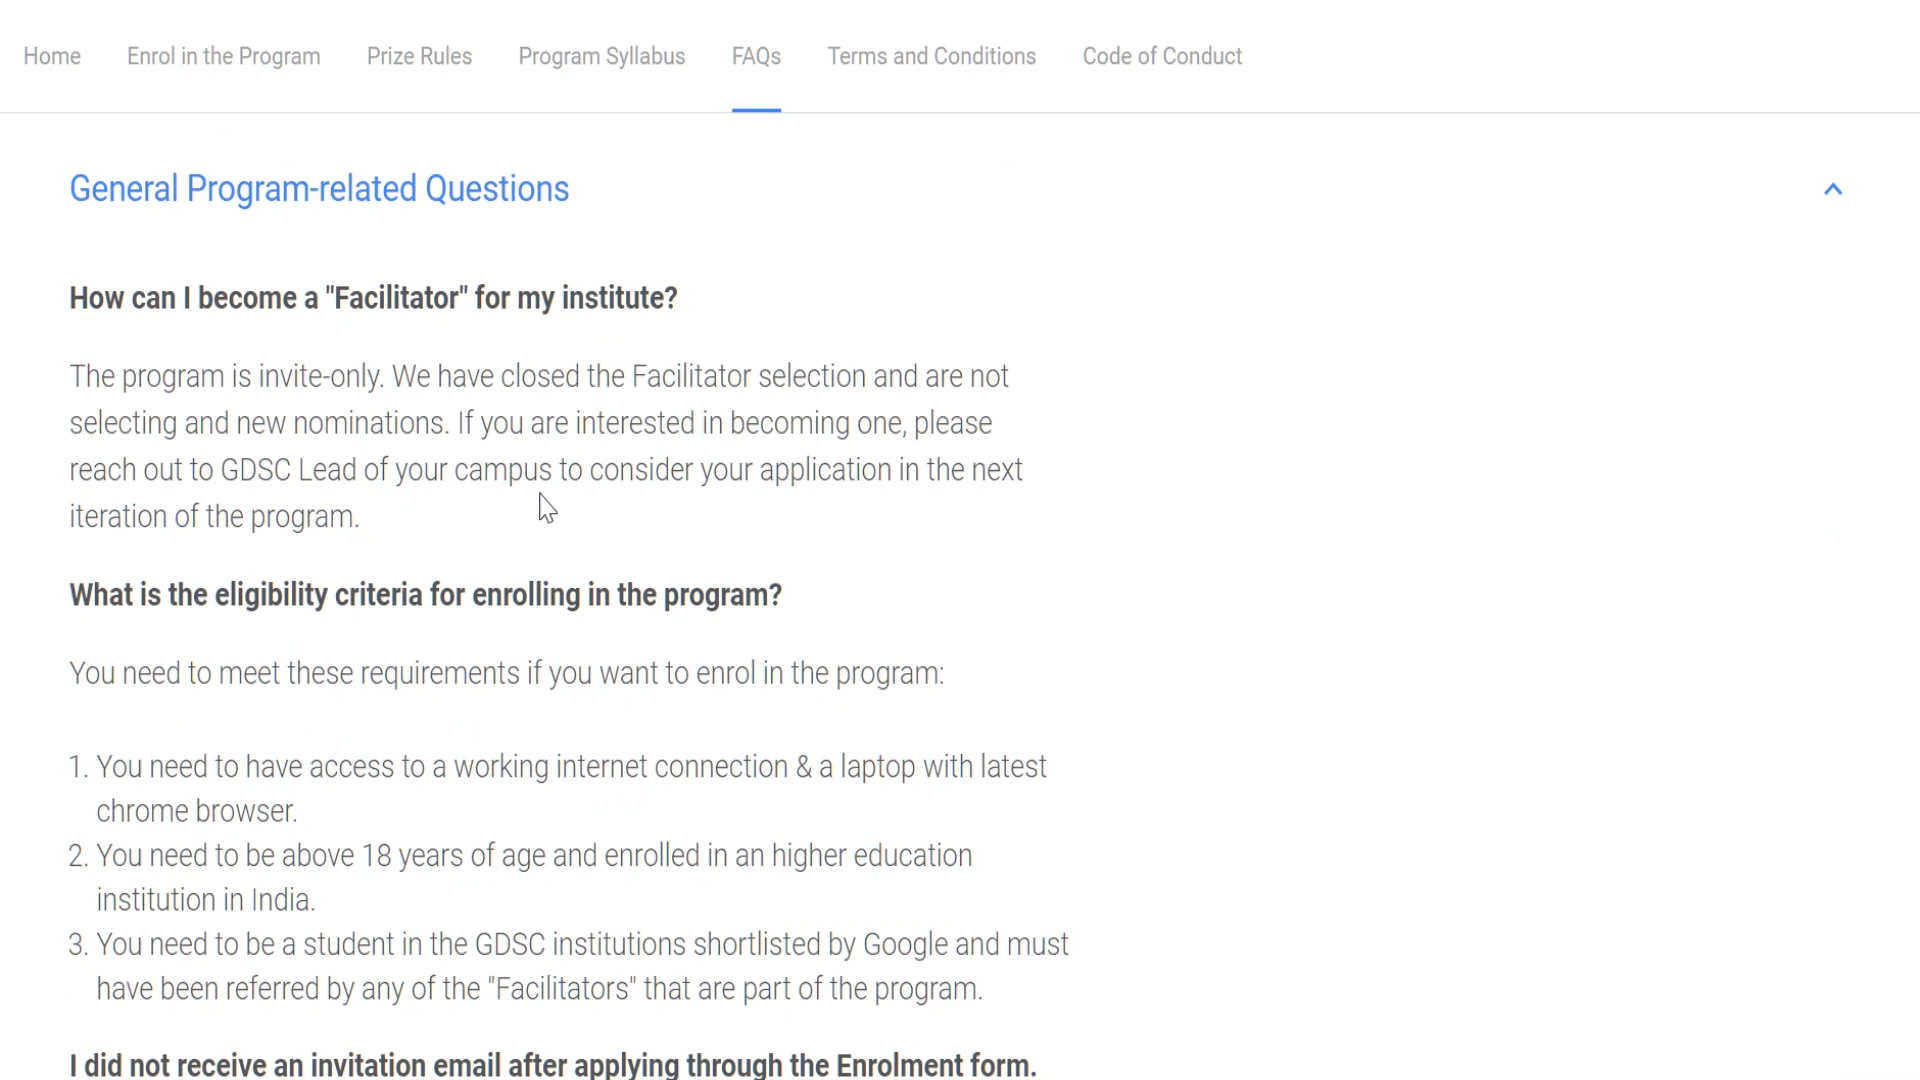 Home Enrol in the Program Prize Rules Program Syllabus FAQs Terms and Conditions Code of Conduct
General Program-related Questions
How can I become a "Facilitator" for my institute?
The program is invite-only. We have closed the Facilitator selection and are not
selecting and new nominations. If you are interested in becoming one, please
reach out to GDSC Lead of your campus to consider your application in the next
iteration of the program.
What is the eligibility criteria for enrolling in the program?
You need to meet these requirements if you want to enrol in the program:
1. You need to have access to a working internet connection & a laptop with latest
chrome browser.
2. You need to be above 18 years of age and enrolled in an higher education
institution in India.
3. You need to be a student in the GDSC institutions shortlisted by Google and must
have been referred by any of the "Facilitators" that are part of the program.
I did not receive an invitation email after applying through the Enrolment form.